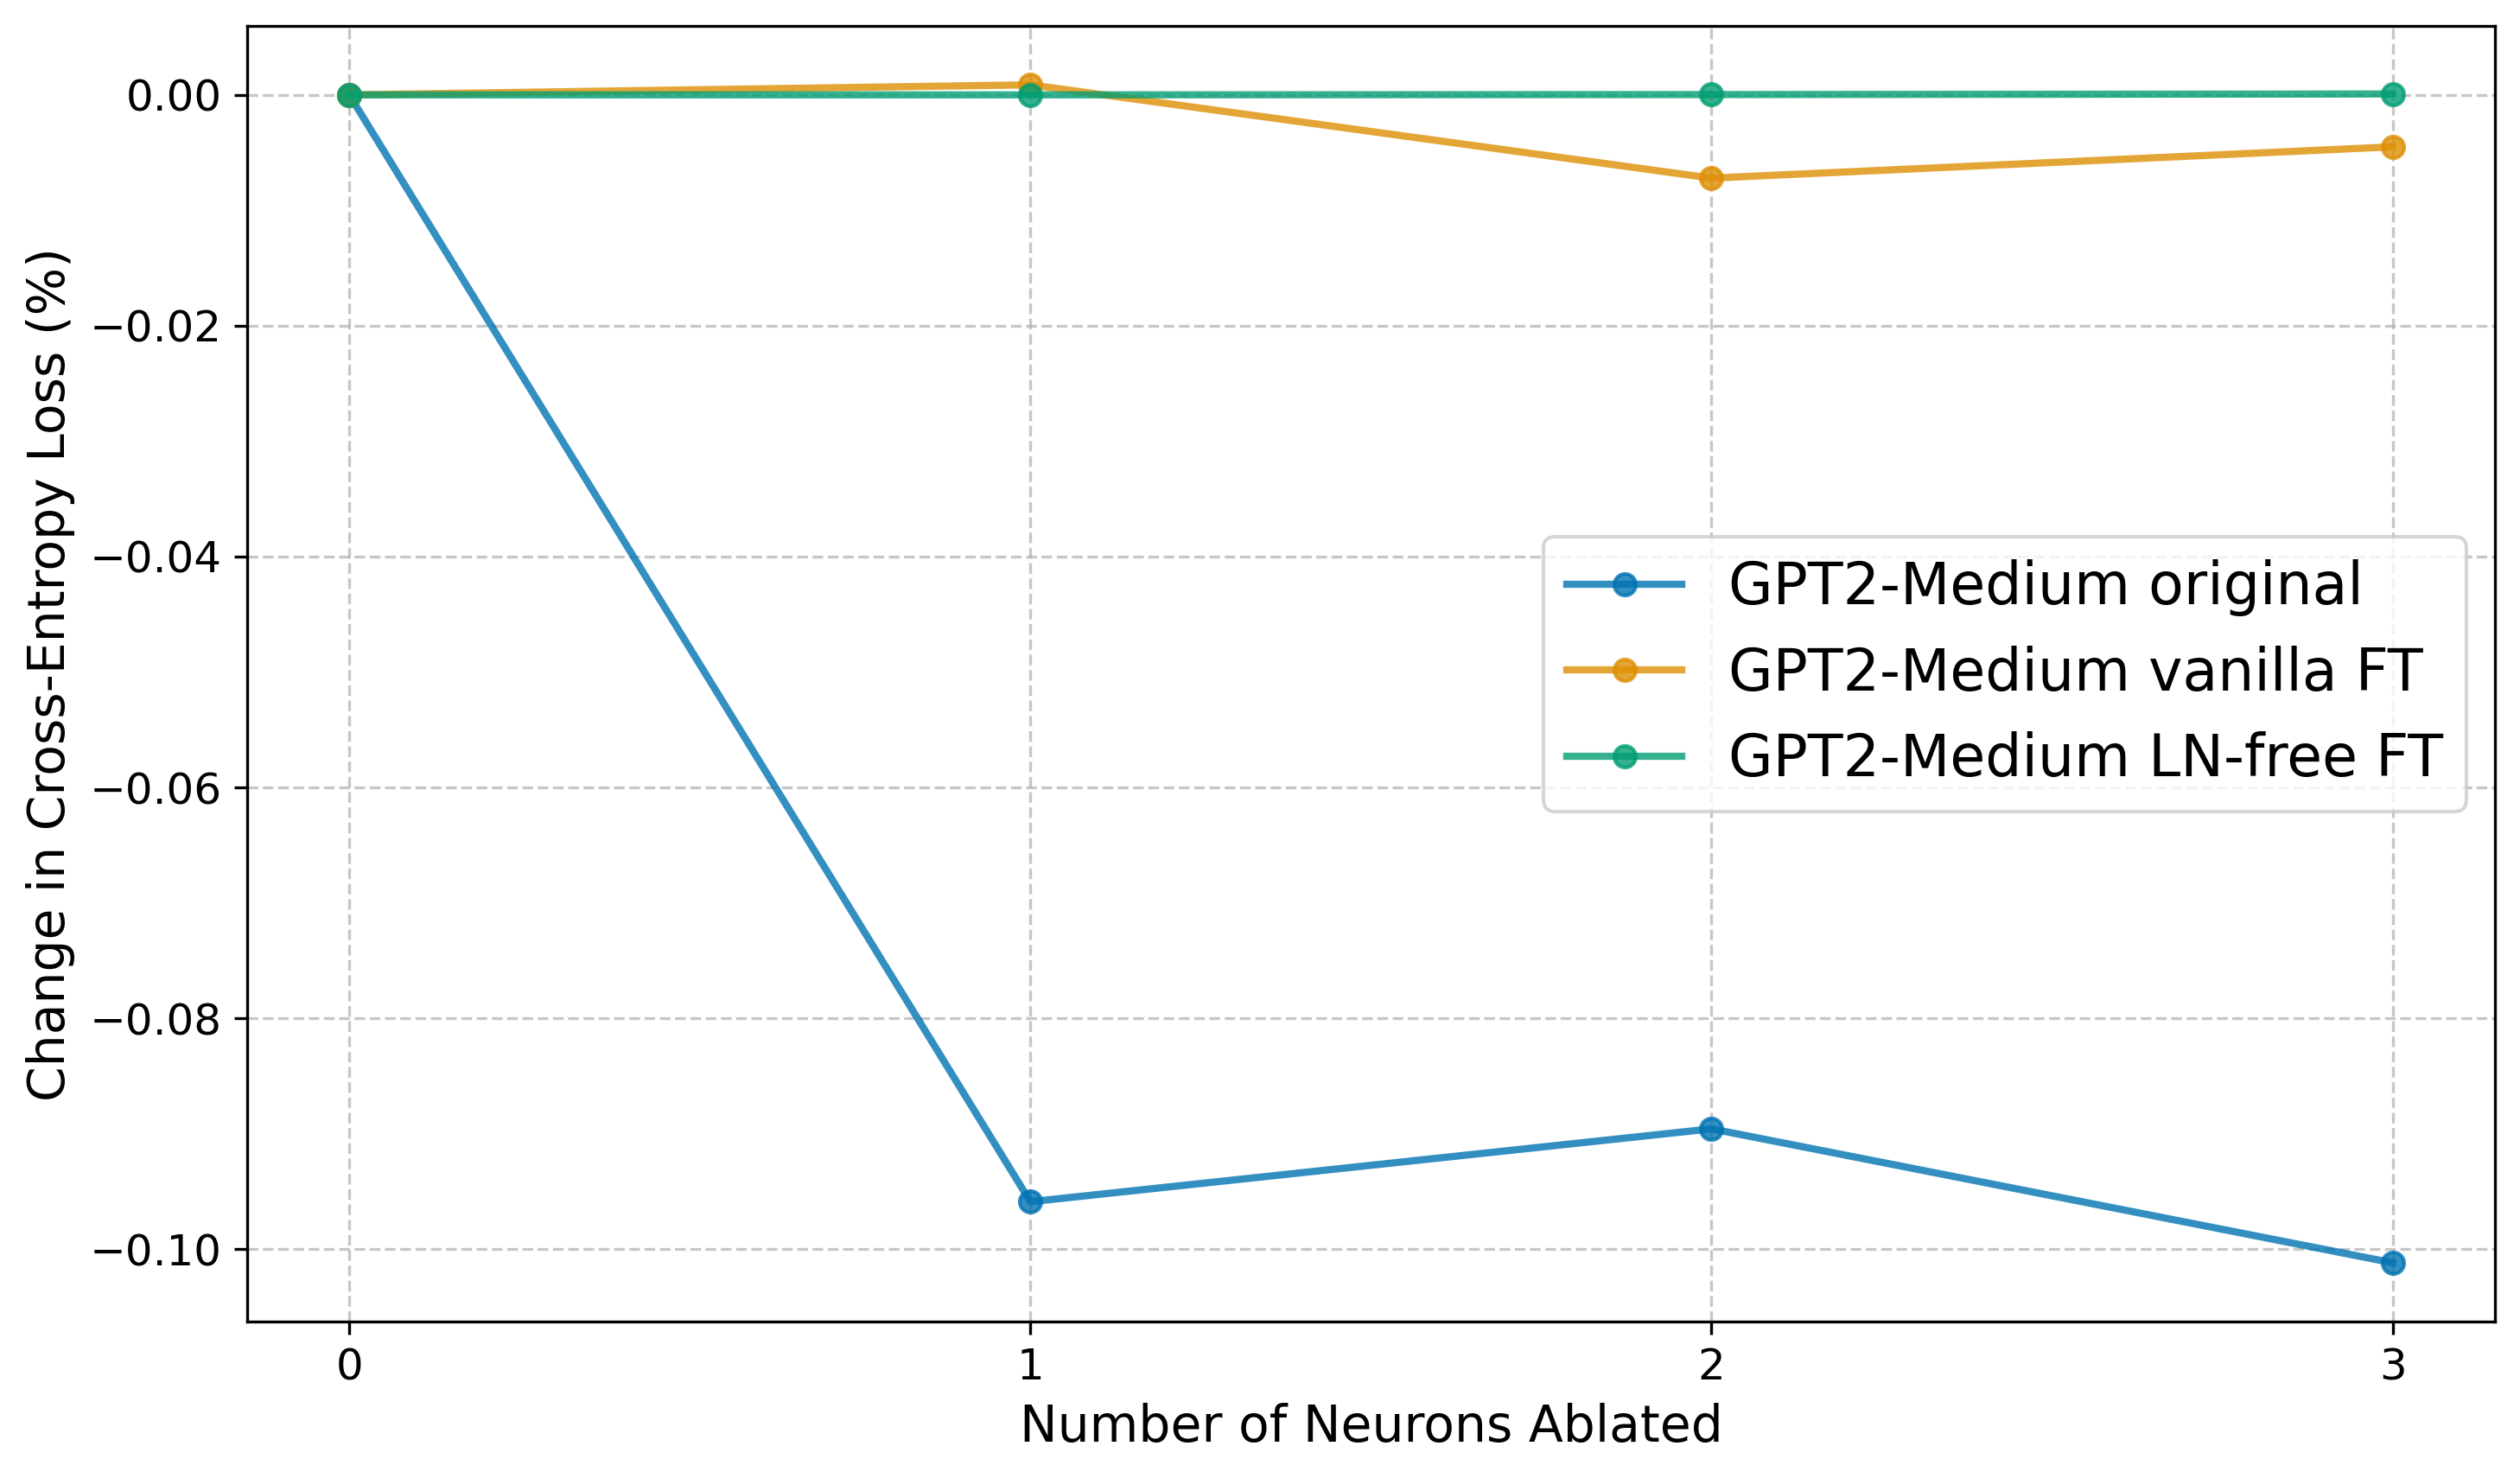 0.00
−0.02
−0.04
−0.06
−0.08
−0.10
Change in Cross-Entropy Loss (%)
GPT2-Medium original
GPT2-Medium vanilla FT
GPT2-Medium LN-free FT
0 1 2 3
Number of Neurons Ablated